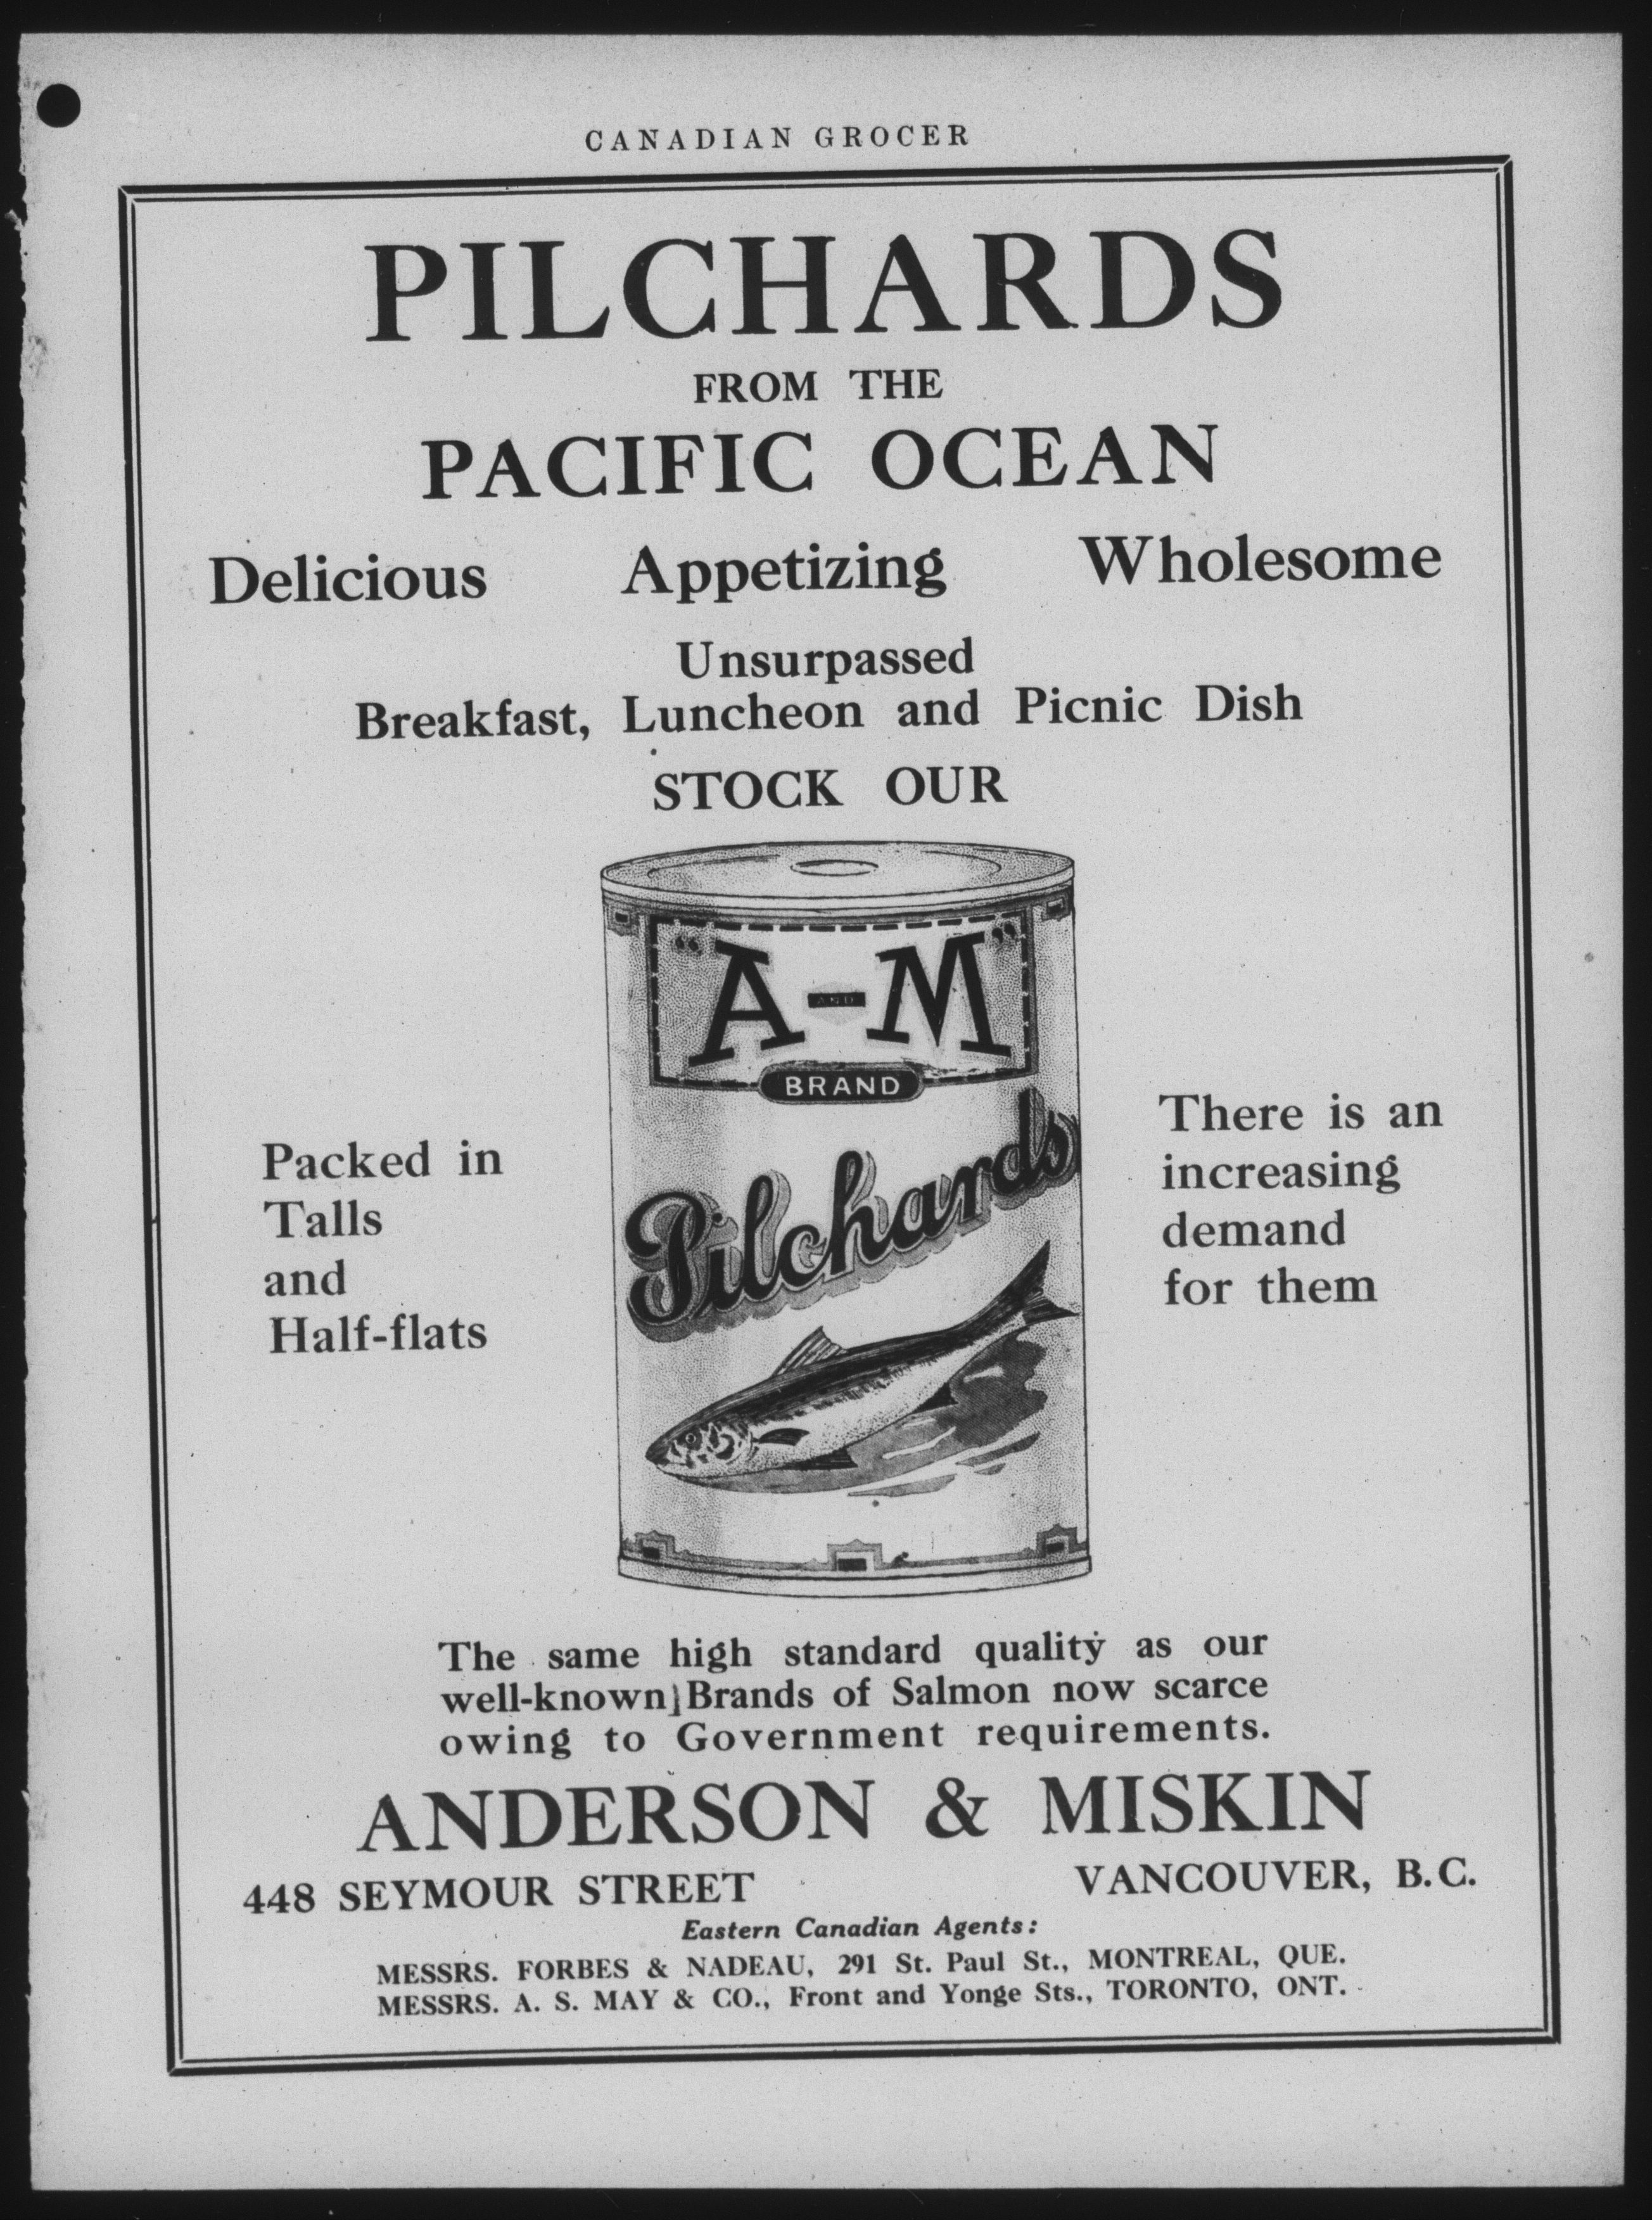 CANADIAN GROCER
PILCHARDS
FROM THE
PACIFIC OCEAN
Delicious Appetizing Wholesome
Unsurpassed
Breakfast, Luncheon and Picnic Dish
STOCK OUR
"A AND M"
BRAND
Pilchards
Packed in
Talls
and
Half-flats
There is an
increasing
demand
for them
The same high standard quality as our
well-known Brands of Salmon now scarce
owing to Government requirements.
ANDERSON & MISKIN
448 SEYMOUR STREET VANCOUVER, B.C.
Eastern Canadian Agents:
MESSRS. FORBES & NADEAU, 291 St. Paul St., MONTREAL, QUE.
MESSRS. A. S. MAY & CO., Front and Yonge Sts., TORONTO, ONT.